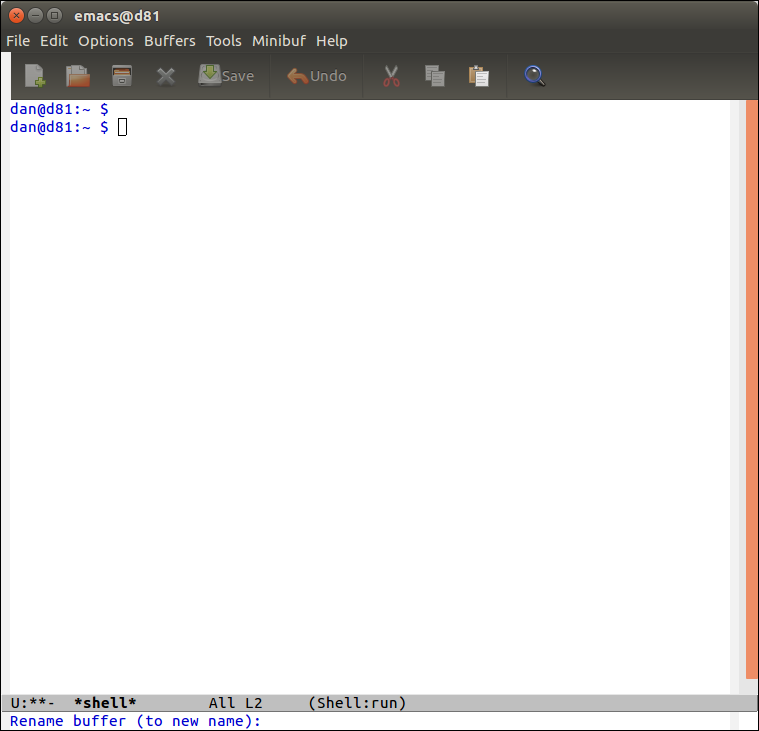 emacs@d81
File Edit Options Buffers Tools Minibuf Help
Save Undo
dan@d81:~ $
dan@d81:~ $
U:**-  *shell*        All L2     (Shell:run)
Rename buffer (to new name):